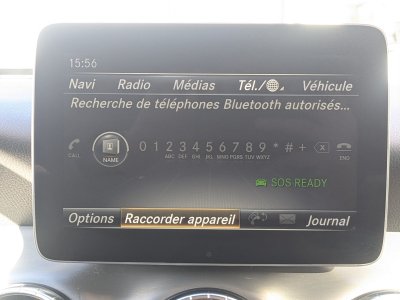 15:56
Navi Radio Médias Tél./ Véhicule
Recherche de téléphones Bluetooth autorisés...
0 1 2 3 4 5 6 7 8 9 * # +
CALL NAME ABC DEF GHI JKL MNO PQRS TUV WXYZ END
SOS READY
Options Raccorder appareil Journal